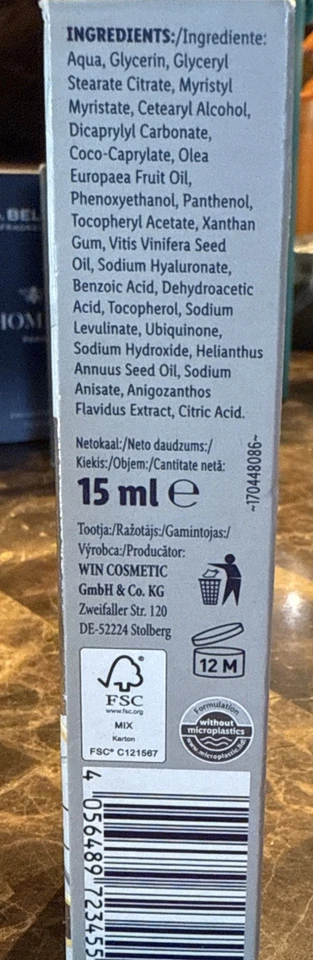 INGREDIENTS:/Ingrediente:
Aqua, Glycerin, Glyceryl
Stearate Citrate, Myristyl
Myristate, Cetearyl Alcohol,
Dicaprylyl Carbonate,
Coco-Caprylate, Olea
Europaea Fruit Oil,
Phenoxyethanol, Panthenol,
Tocopheryl Acetate, Xanthan
Gum, Vitis Vinifera Seed
Oil, Sodium Hyaluronate,
Benzoic Acid, Dehydroacetic
Acid, Tocopherol, Sodium
Levulinate, Ubiquinone,
Sodium Hydroxide, Helianthus
Annuus Seed Oil, Sodium
Anisate, Anigozanthos
Flavidus Extract, Citric Acid.
Netokaal:/Neto daudzums:/
Kiekis:/Objem:/Cantitate netă:
15 ml ℮
~170448086~
Tootja:/Ražotājs:/Gamintojas:/
Výrobca:/Producător:
WIN COSMETIC
GmbH & Co. KG
Zweifaller Str. 120
DE-52224 Stolberg
12 M
FSC®
www.fsc.org
MIX
Karton
FSC® C121567
Formulation
without
microplastics
4 056489 723455